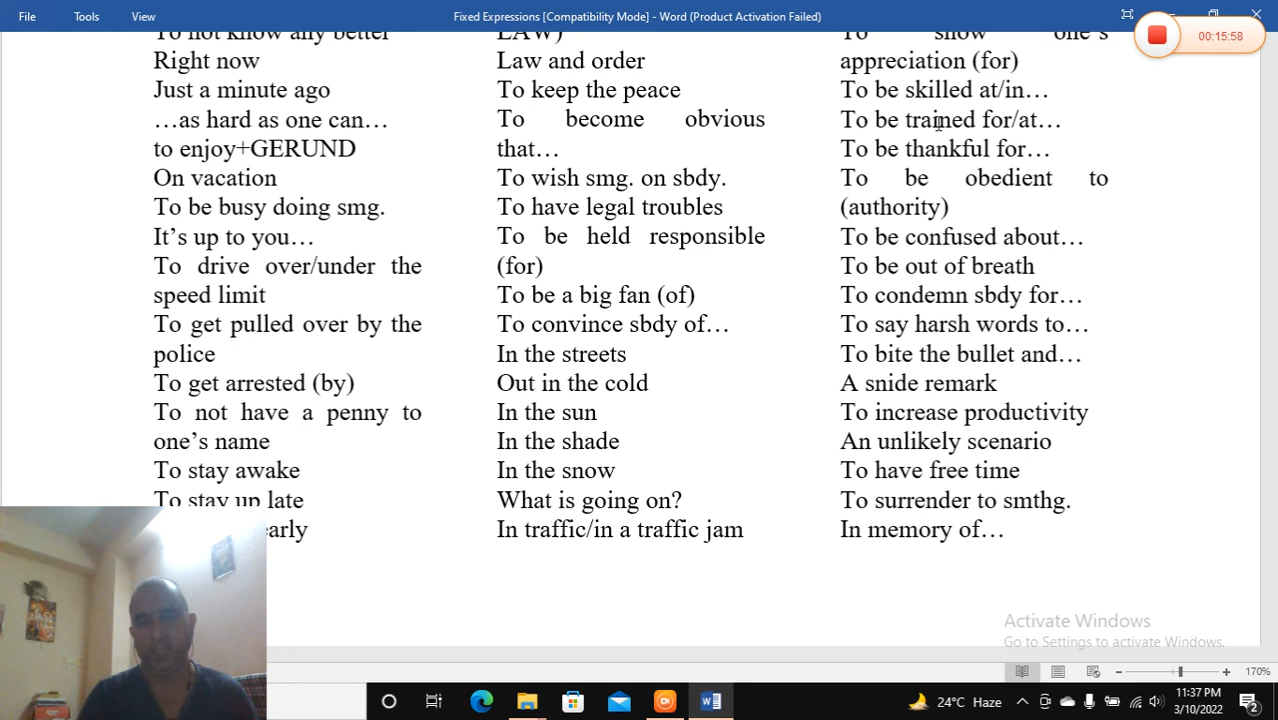 File Tools View Fixed Expressions [Compatibility Mode] - Word (Product Activation Failed)
00:15:58
To not know any better
Right now
Just a minute ago
…as hard as one can…
to enjoy+GERUND
On vacation
To be busy doing smg.
It's up to you…
To drive over/under the
speed limit
To get pulled over by the
police
To get arrested (by)
To not have a penny to
one's name
To stay awake
To stay up late
early
LAW)
Law and order
To keep the peace
To become obvious
that…
To wish smg. on sbdy.
To have legal troubles
To be held responsible
(for)
To be a big fan (of)
To convince sbdy of…
In the streets
Out in the cold
In the sun
In the shade
In the snow
What is going on?
In traffic/in a traffic jam
To show one's
appreciation (for)
To be skilled at/in…
To be trained for/at…
To be thankful for…
To be obedient to
(authority)
To be confused about…
To be out of breath
To condemn sbdy for…
To say harsh words to…
To bite the bullet and…
A snide remark
To increase productivity
An unlikely scenario
To have free time
To surrender to smthg.
In memory of…
Activate Windows
Go to Settings to activate Windows.
170%
24°C Haze
11:37 PM
3/10/2022
2